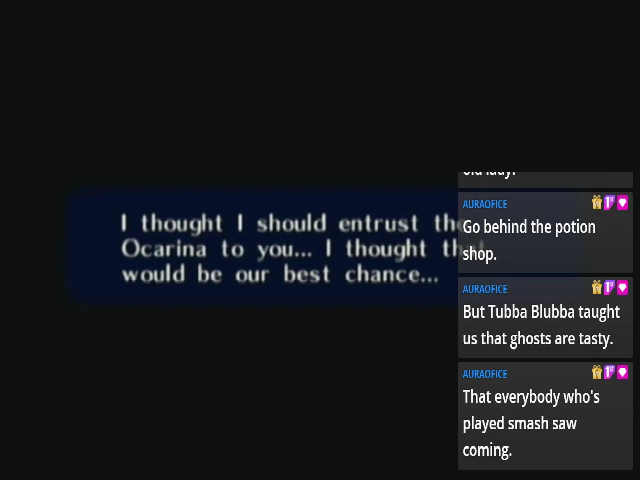 I thought I should entrust the
Ocarina to you... I thought that
would be our best chance...
old lady!
AURAOFICE
Go behind the potion
shop.
AURAOFICE
But Tubba Blubba taught
us that ghosts are tasty.
AURAOFICE
That everybody who's
played smash saw
coming.